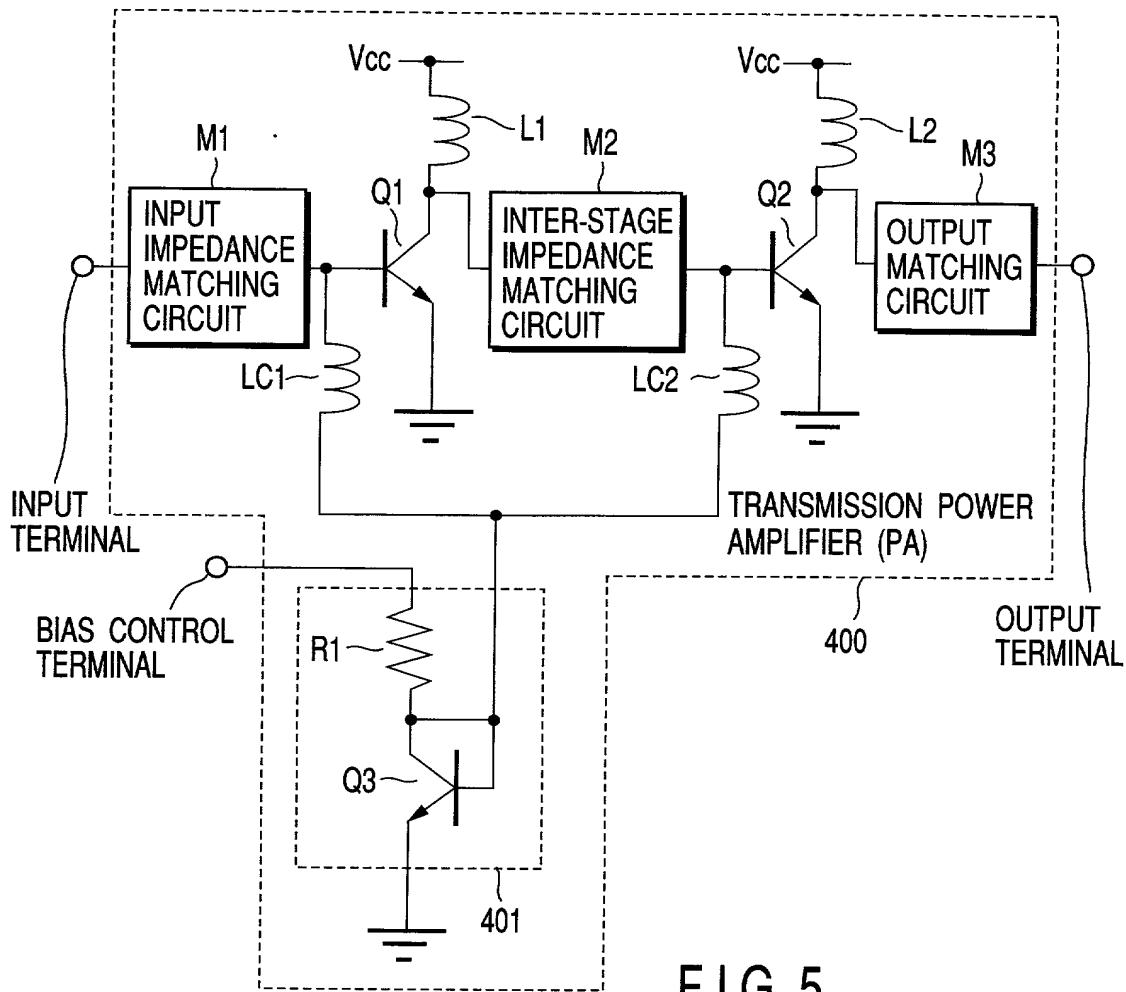 Vcc
Vcc
L1
L2
M1
M2
M3
Q1
Q2
INPUT
IMPEDANCE
MATCHING
CIRCUIT
INTER-STAGE
IMPEDANCE
MATCHING
CIRCUIT
OUTPUT
MATCHING
CIRCUIT
LC1
LC2
INPUT
TERMINAL
TRANSMISSION POWER
AMPLIFIER (PA)
BIAS CONTROL
TERMINAL
R1
400
OUTPUT
TERMINAL
Q3
401
FIG. 5